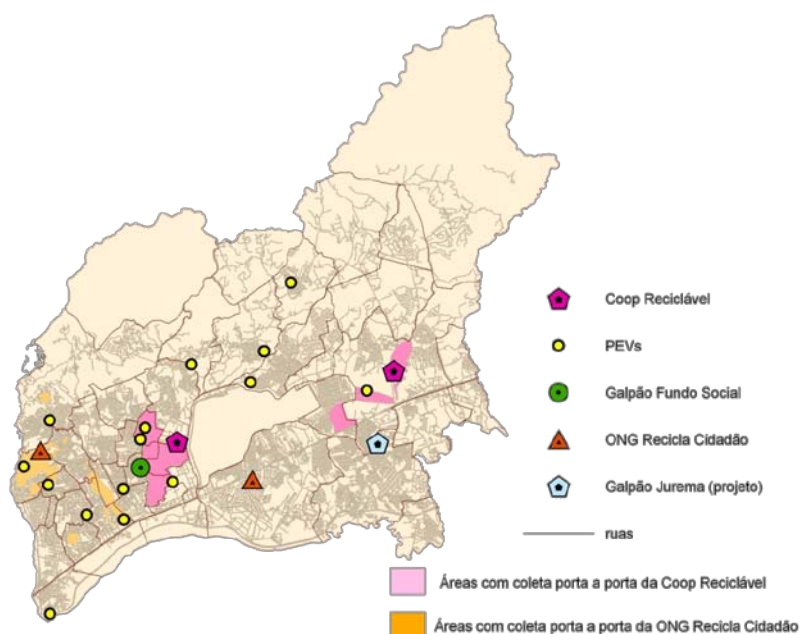 Coop Reciclável
PEVs
Galpão Fundo Social
ONG Recicla Cidadão
Galpão Jurema (projeto)
ruas
Áreas com coleta porta a porta da Coop Reciclável
Áreas com coleta porta a porta da ONG Recicla Cidadão